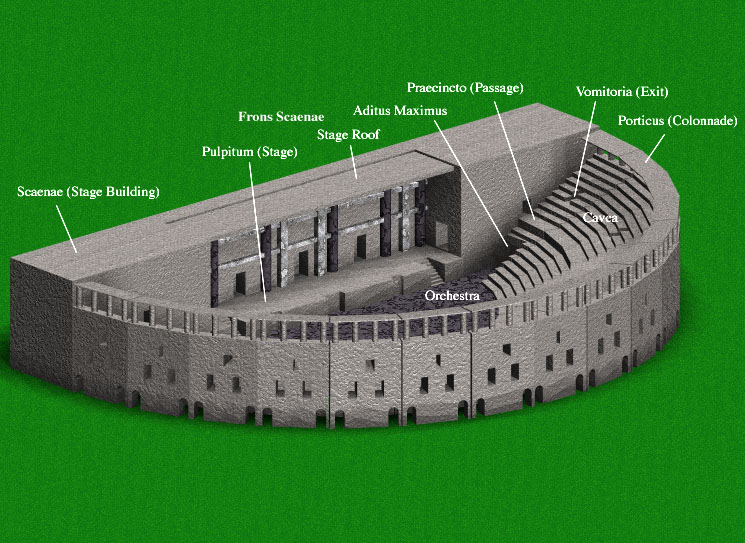 Praecincto (Passage)
Vomitoria (Exit)
Aditus Maximus
Frons Scaenae
Porticus (Colonnade)
Stage Roof
Pulpitum (Stage)
Scaenae (Stage Building)
Cavea
Orchestra